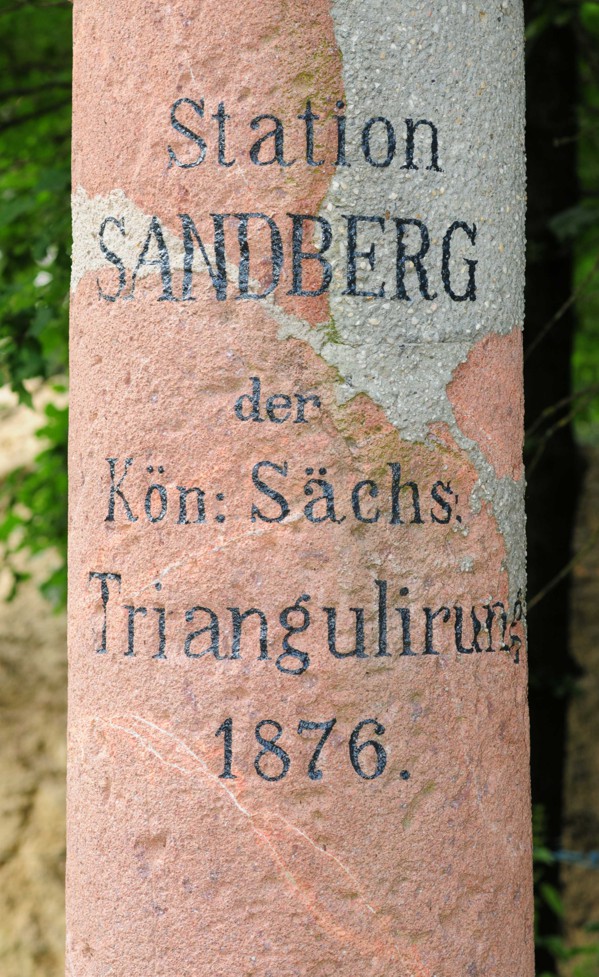 Station
SANDBERG
der
Kön: Sächs:
Triangulirung
1876.